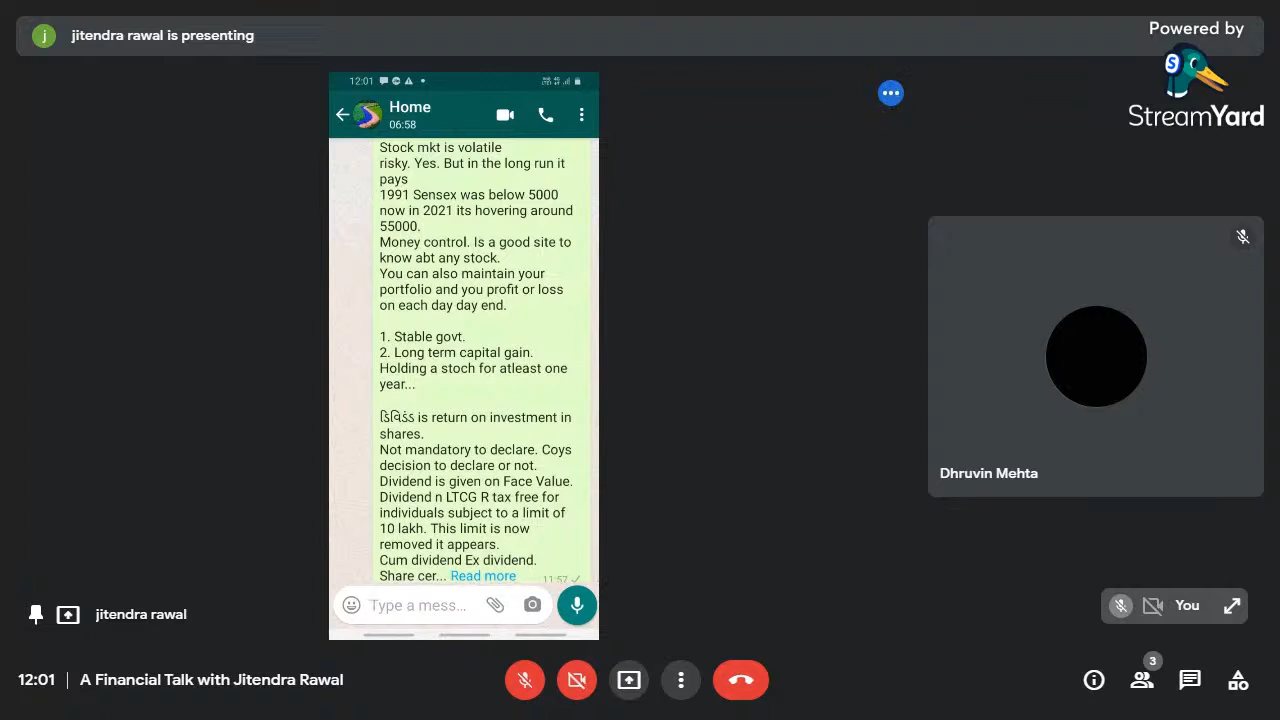 j jitendra rawal is presenting
Powered by
S
StreamYard
12:01
Home
06:58
Stock mkt is volatile
risky. Yes. But in the long run it
pays
1991 Sensex was below 5000
now in 2021 its hovering around
55000.
Money control. Is a good site to
know abt any stock.
You can also maintain your
portfolio and you profit or loss
on each day day end.
1. Stable govt.
2. Long term capital gain.
Holding a stoch for atleast one
year...
ડિવિડંડ is return on investment in
shares.
Not mandatory to declare. Coys
decision to declare or not.
Dividend is given on Face Value.
Dividend n LTCG R tax free for
individuals subject to a limit of
10 lakh. This limit is now
removed it appears.
Cum dividend Ex dividend.
Share cer... Read more
11:57
Type a mess...
Dhruvin Mehta
jitendra rawal
You
12:01 | A Financial Talk with Jitendra Rawal
3